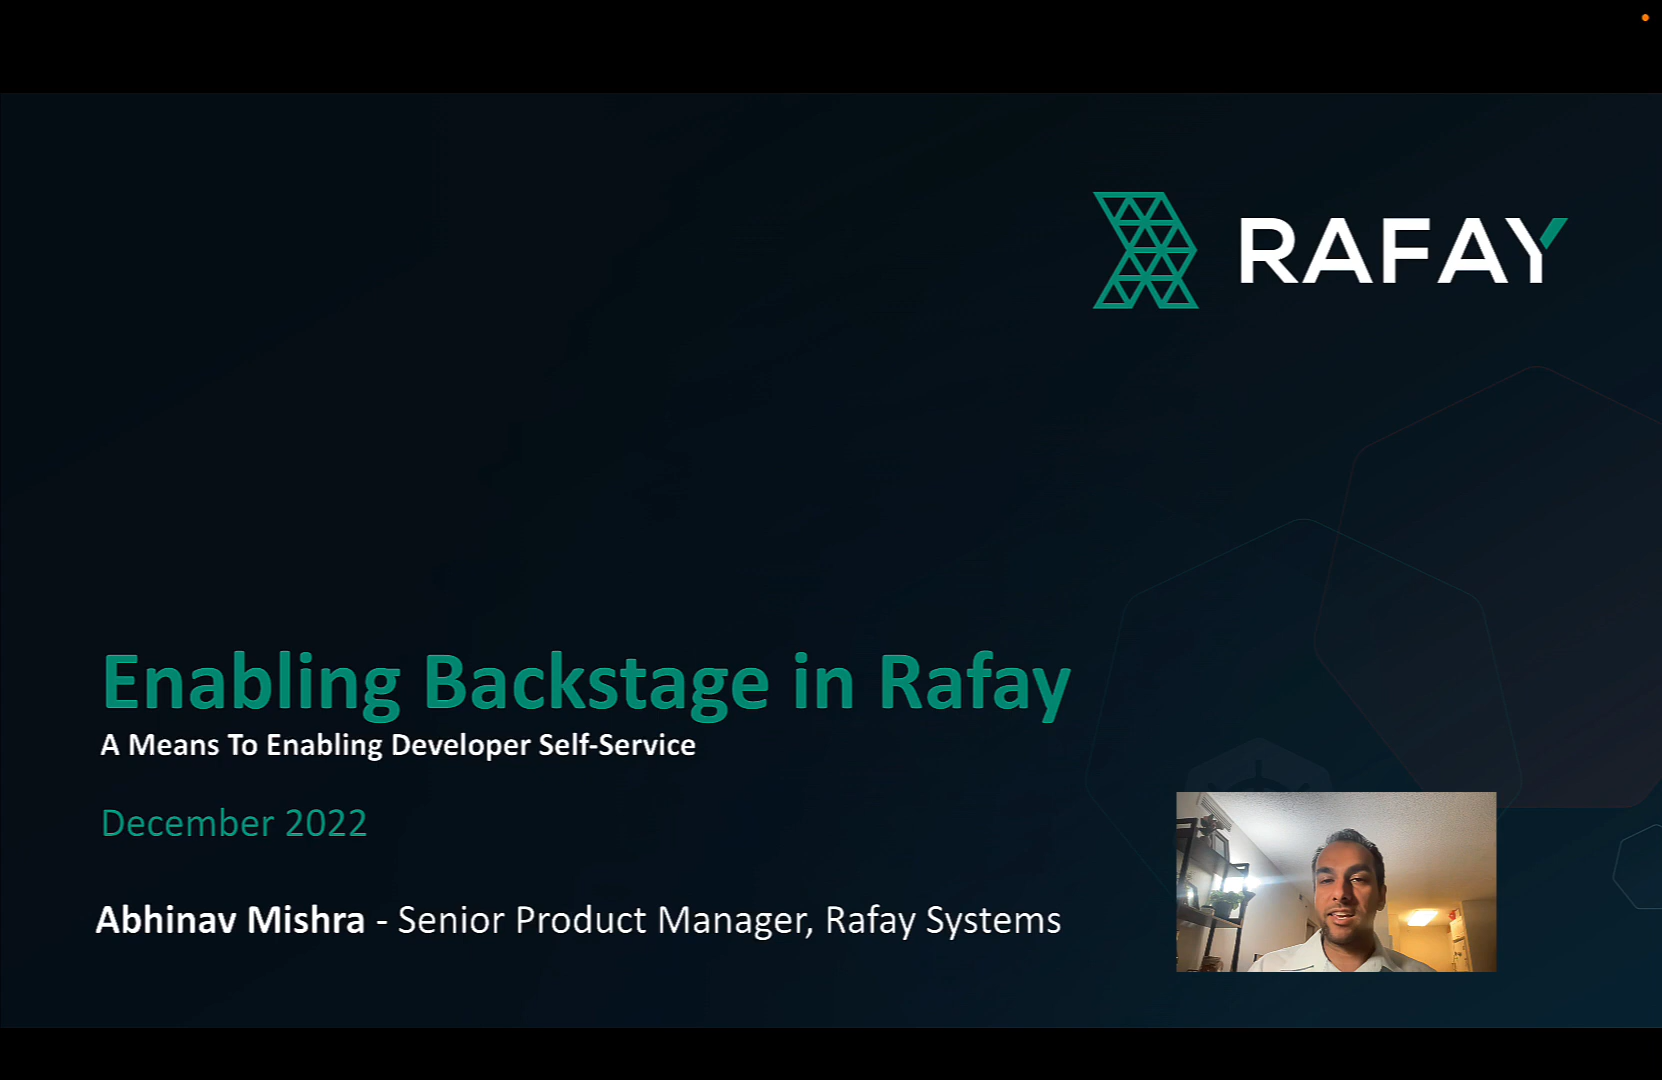 RAFAY
Enabling Backstage in Rafay
A Means To Enabling Developer Self-Service
December 2022
Abhinav Mishra - Senior Product Manager, Rafay Systems